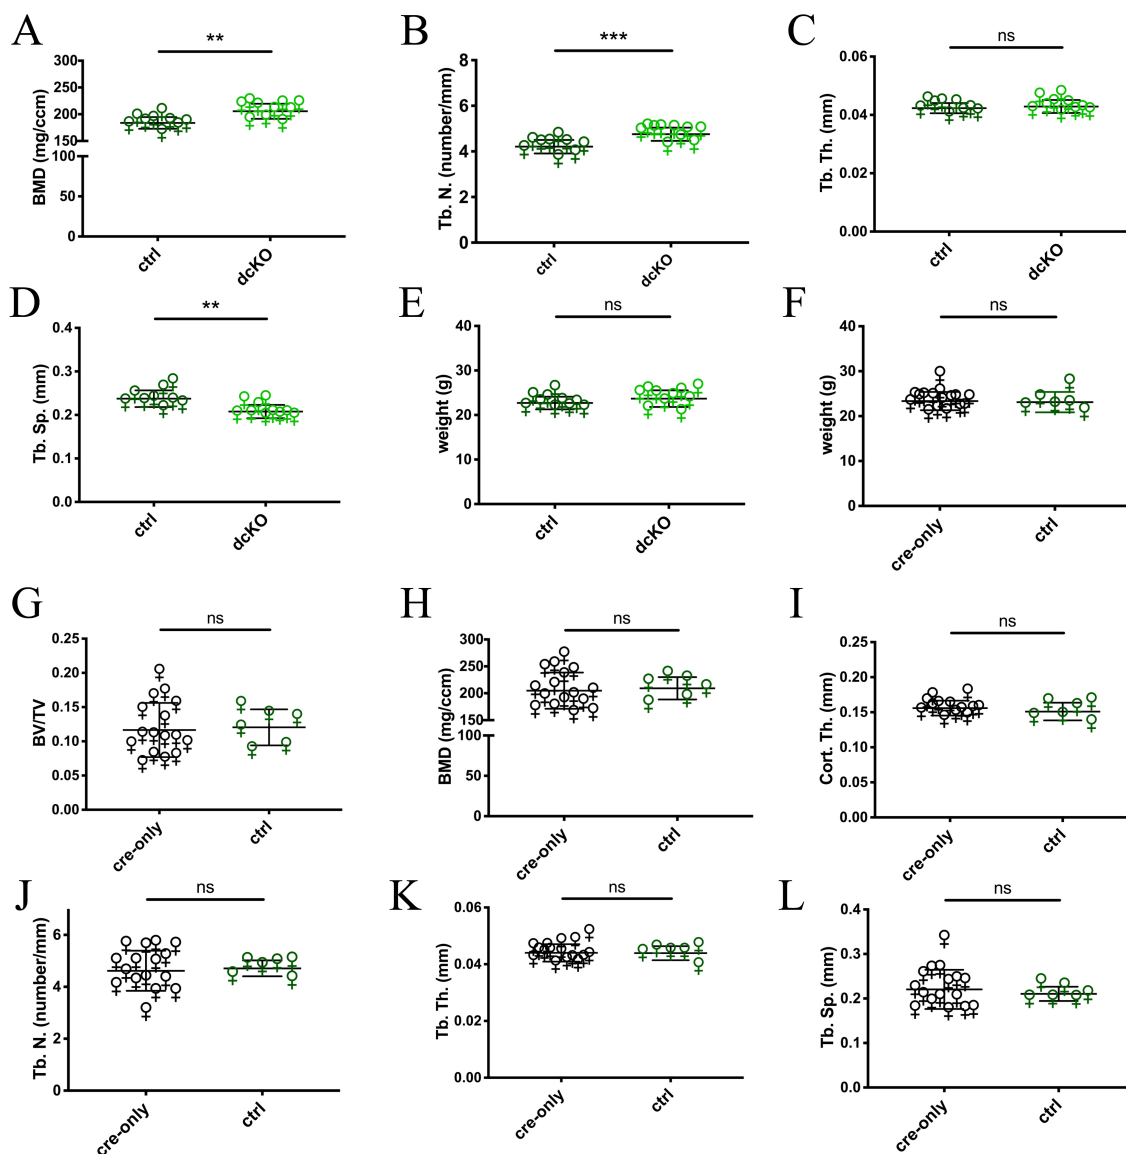 A
**
BMD (mg/ccm)
300
250
200
150
100
50
0
ctrl
dcKO
B
***
Tb. N. (number/mm)
8
6
4
2
0
ctrl
dcKO
C
ns
Tb. Th. (mm)
0.06
0.04
0.02
0.00
ctrl
dcKO
D
**
Tb. Sp. (mm)
0.4
0.3
0.2
0.1
0.0
ctrl
dcKO
E
ns
weight (g)
40
30
20
10
0
ctrl
dcKO
F
ns
weight (g)
40
30
20
10
0
cre-only
ctrl
G
ns
BV/TV
0.25
0.20
0.15
0.10
0.05
0.00
cre-only
ctrl
H
ns
BMD (mg/ccm)
300
250
200
150
100
50
0
cre-only
ctrl
I
ns
Cort. Th. (mm)
0.25
0.20
0.15
0.10
0.05
0.00
cre-only
ctrl
J
ns
Tb. N. (number/mm)
6
4
2
0
cre-only
ctrl
K
ns
Tb. Th. (mm)
0.06
0.04
0.02
0.00
cre-only
ctrl
L
ns
Tb. Sp. (mm)
0.4
0.3
0.2
0.1
0.0
cre-only
ctrl